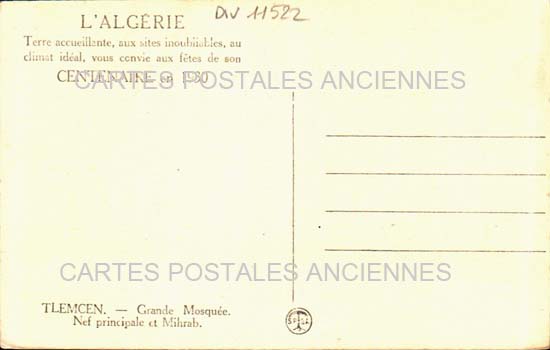 L'ALGÉRIE
DIV 11522
Terre accueillante, aux sites inoubliables, au
climat idéal, vous convie aux fêtes de son
CENTENAIRE en 1930
CARTES POSTALES ANCIENNES
CARTES POSTALES ANCIENNES
TLEMCEN. — Grande Mosquée.
Nef principale et Mihrab.